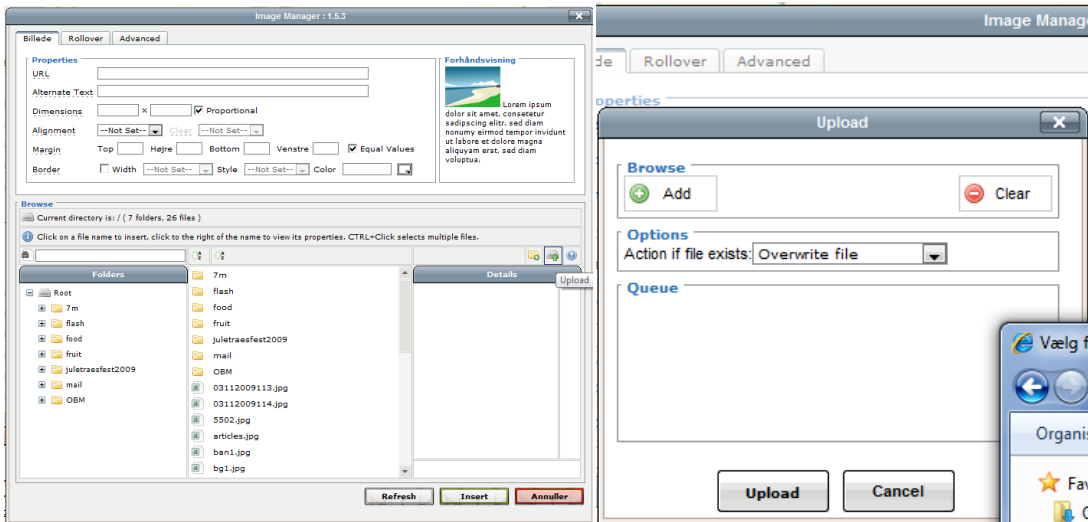 Image Manager : 1.5.3
Billede Rollover Advanced
Properties
URL
Alternate Text
Dimensions × Proportional
Alignment --Not Set-- Clear --Not Set--
Margin Top Højre Bottom Venstre Equal Values
Border Width --Not Set-- Style --Not Set-- Color
Forhåndsvisning
Lorem ipsum
dolor sit amet, consetetur
sadipscing elitr, sed diam
nonumy eirmod tempor invidunt
ut labore et dolore magna
aliquyam erat, sed diam
voluptua.
Browse
Current directory is: / ( 7 folders, 26 files )
Click on a file name to insert, click to the right of the name to view its properties. CTRL+Click selects multiple files.
Folders
Root
7m
flash
food
fruit
juletraesfest2009
mail
OBM
7m
flash
food
fruit
juletraesfest2009
mail
OBM
03112009113.jpg
03112009114.jpg
5502.jpg
articles.jpg
ban1.jpg
bg1.jpg
Details
Upload
Refresh Insert Annuller
Image Manage
de Rollover Advanced
operties
Upload
Browse
Add Clear
Options
Action if file exists: Overwrite file
Queue
Upload Cancel
Vælg f
Organis
Fav